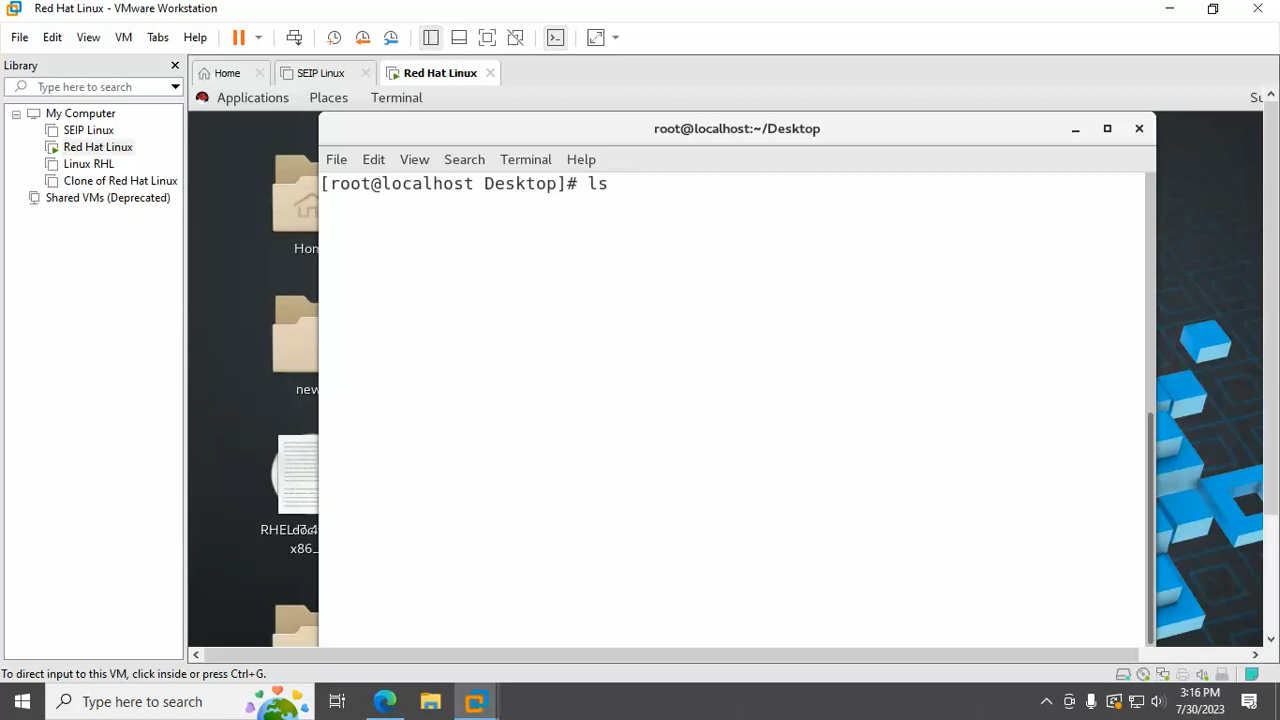 Red Hat Linux - VMware Workstation
File Edit View VM Tabs Help
Library
Type here to search
Home
SEIP Linux
Red Hat Linux
My Computer
SEIP Linux
Red Hat Linux
Linux RHL
Clone of Red Hat Linux
Shared VMs (Deprecated)
Applications Places Terminal
root@localhost:~/Desktop
File Edit View Search Terminal Help
[root@localhost Desktop]# ls
Hom
new
x86_
To direct input to this VM, click inside or press Ctrl+G.
Type here to search
3:16 PM
7/30/2023